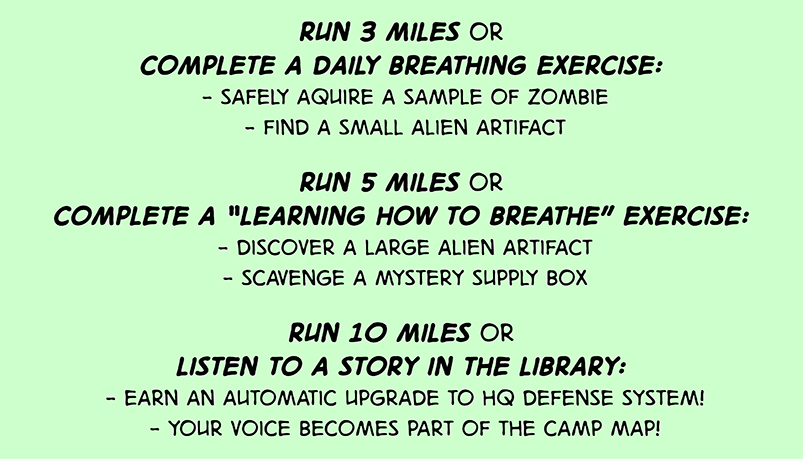 RUN 3 MILES OR
COMPLETE A DAILY BREATHING EXERCISE:
- SAFELY AQUIRE A SAMPLE OF ZOMBIE
- FIND A SMALL ALIEN ARTIFACT
RUN 5 MILES OR
COMPLETE A "LEARNING HOW TO BREATHE" EXERCISE:
- DISCOVER A LARGE ALIEN ARTIFACT
- SCAVENGE A MYSTERY SUPPLY BOX
RUN 10 MILES OR
LISTEN TO A STORY IN THE LIBRARY:
- EARN AN AUTOMATIC UPGRADE TO HQ DEFENSE SYSTEM!
- YOUR VOICE BECOMES PART OF THE CAMP MAP!